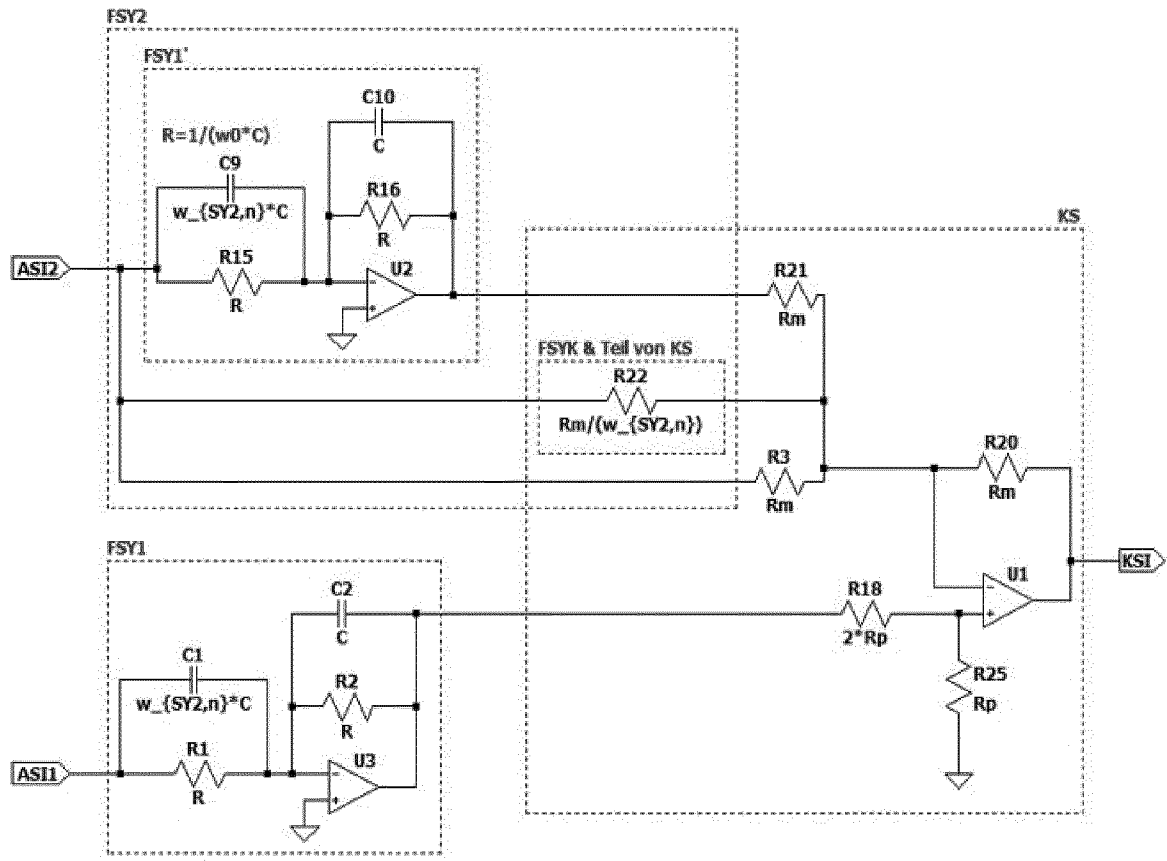 FSY2
FSY1'
C10
C
R=1/(w0*C)
C9
w_{SY2,n}*C
R16
R
R15
R
U2
ASI2
KS
R21
Rm
FSYK & Teil von KS
R22
Rm/(w_{SY2,n})
R3
Rm
R20
Rm
FSY1
C2
C
C1
w_{SY2,n}*C
R2
R
R1
R
U3
ASI1
R18
2*Rp
U1
KSI
R25
Rp